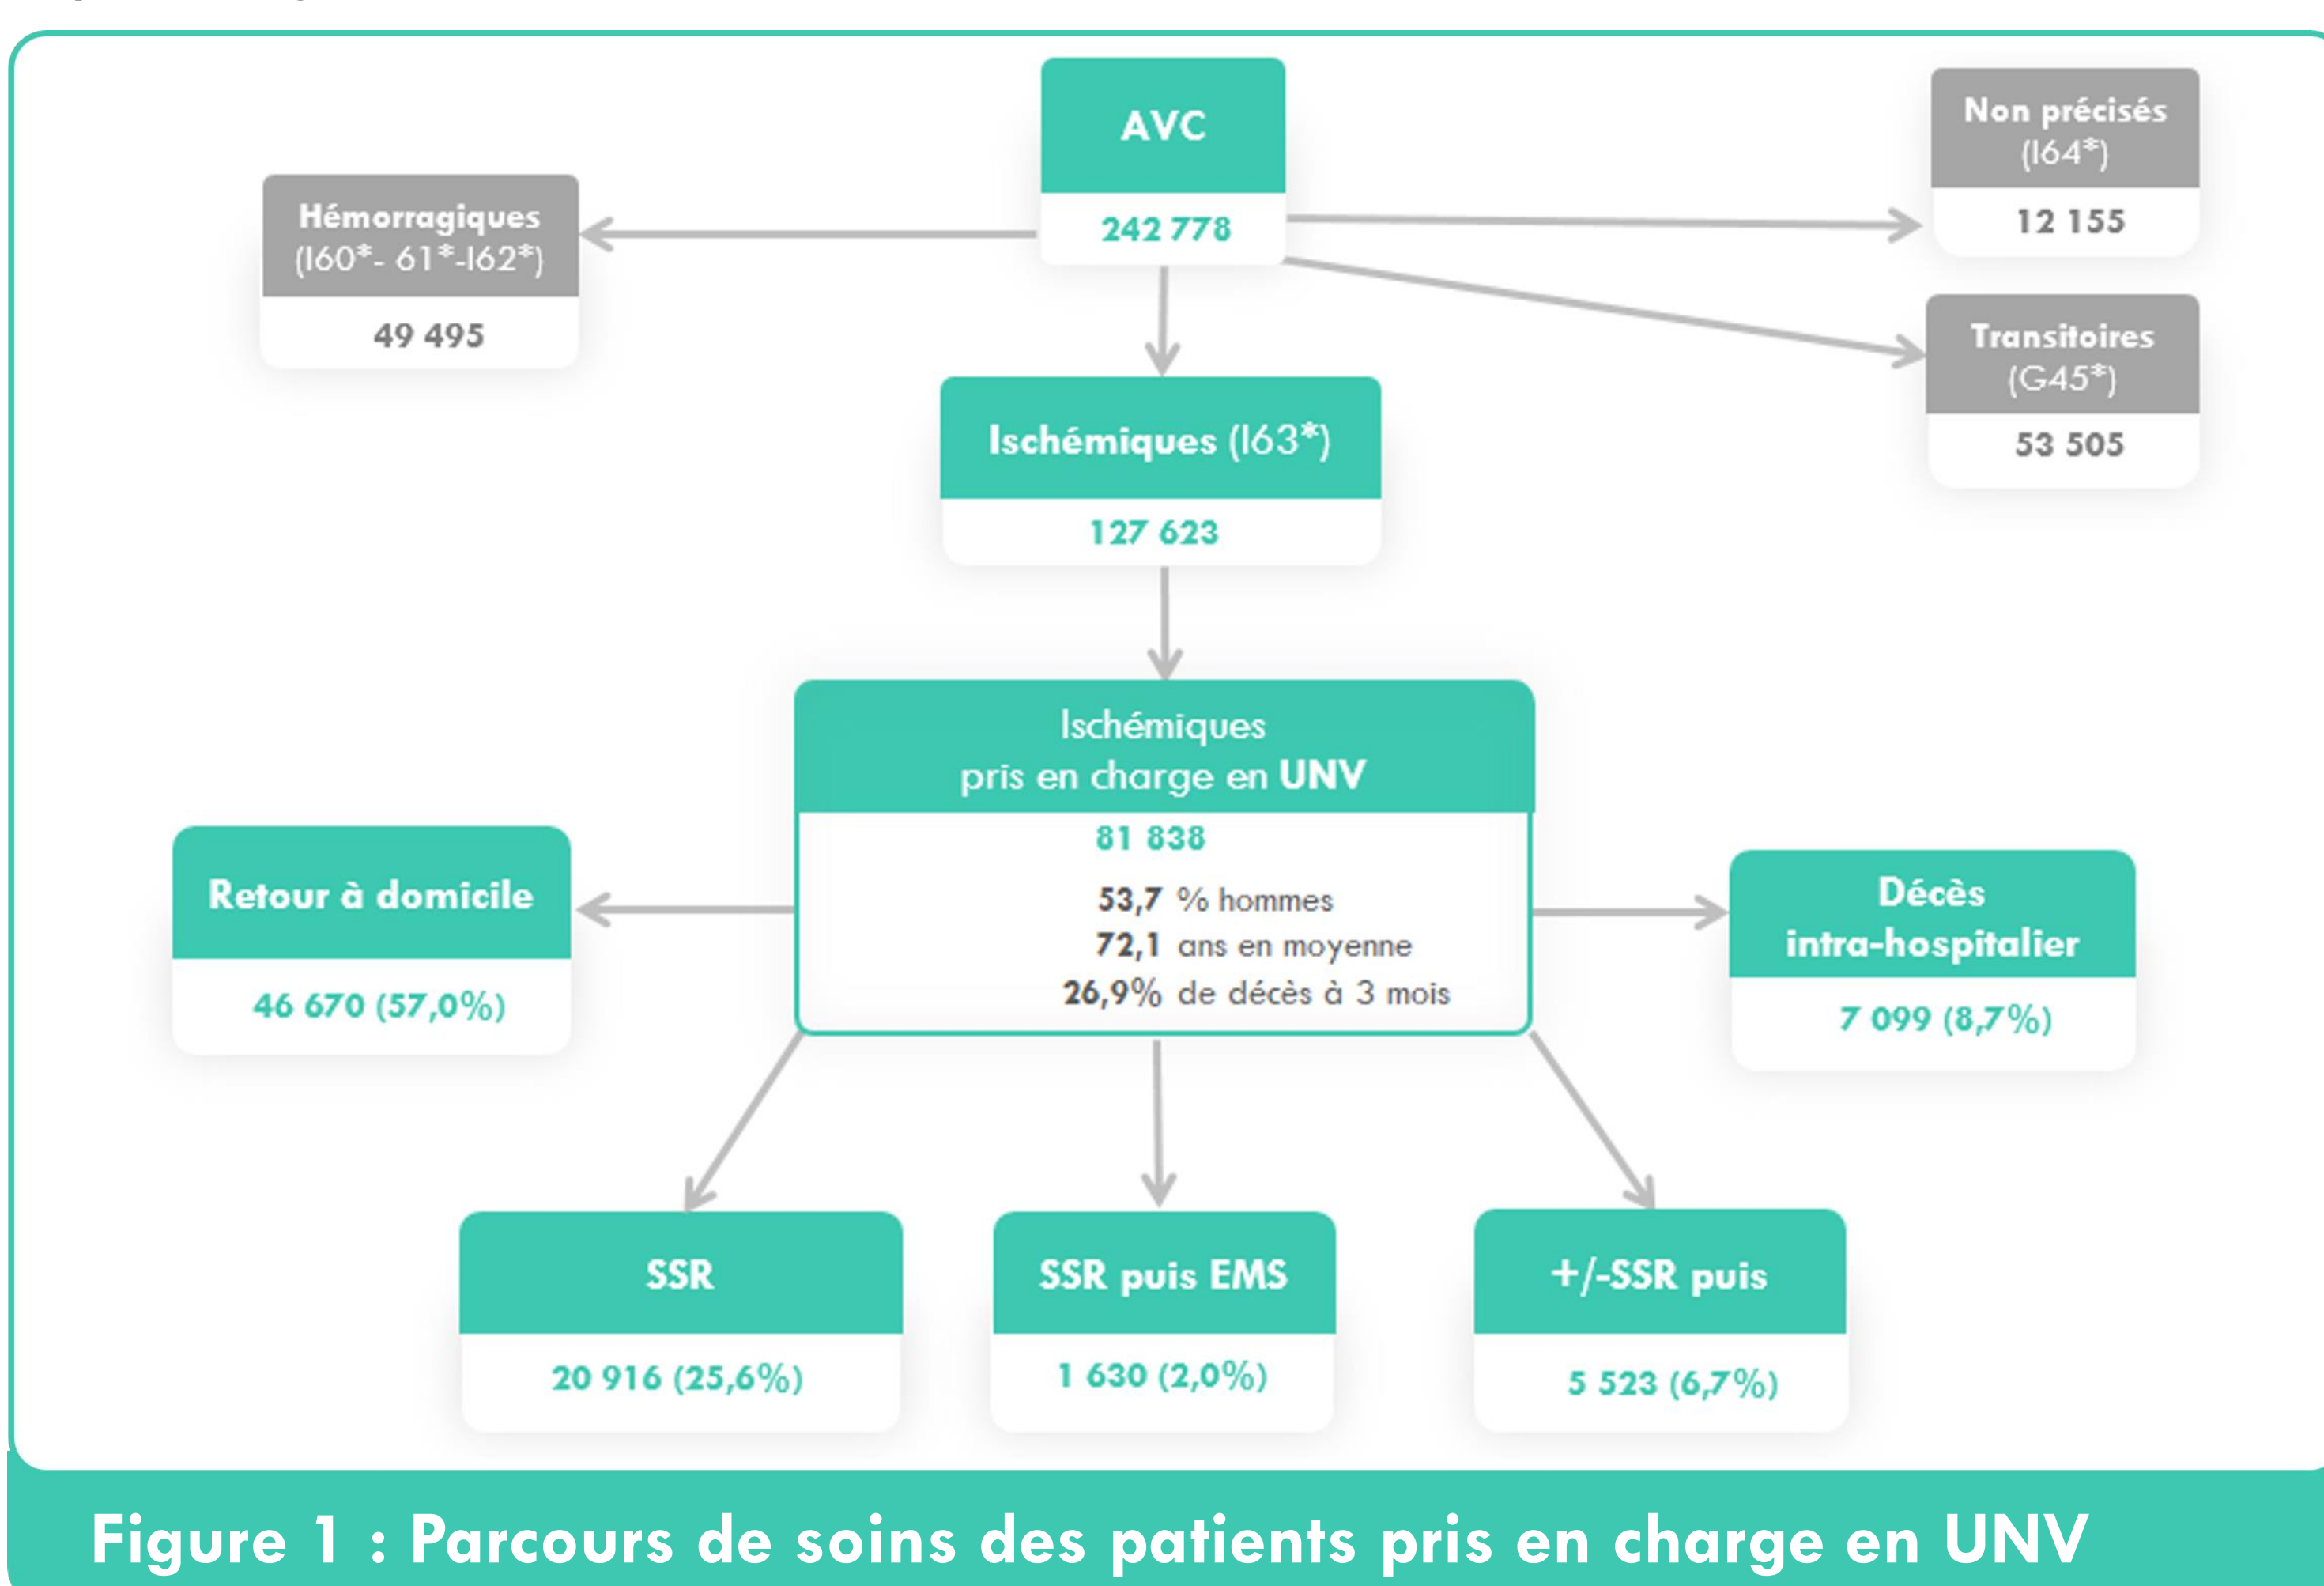 AVC
242 778
Non précisés
(I64*)
12 155
Hémorragiques
(I60*- 61*-I62*)
49 495
Transitoires
(G45*)
53 505
Ischémiques (I63*)
127 623
Ischémiques
pris en charge en UNV
81 838
53,7 % hommes
72,1 ans en moyenne
26,9% de décès à 3 mois
Retour à domicile
46 670 (57,0%)
Décès
intra-hospitalier
7 099 (8,7%)
SSR
20 916 (25,6%)
SSR puis EMS
1 630 (2,0%)
+/-SSR puis
5 523 (6,7%)
Figure 1 : Parcours de soins des patients pris en charge en UNV